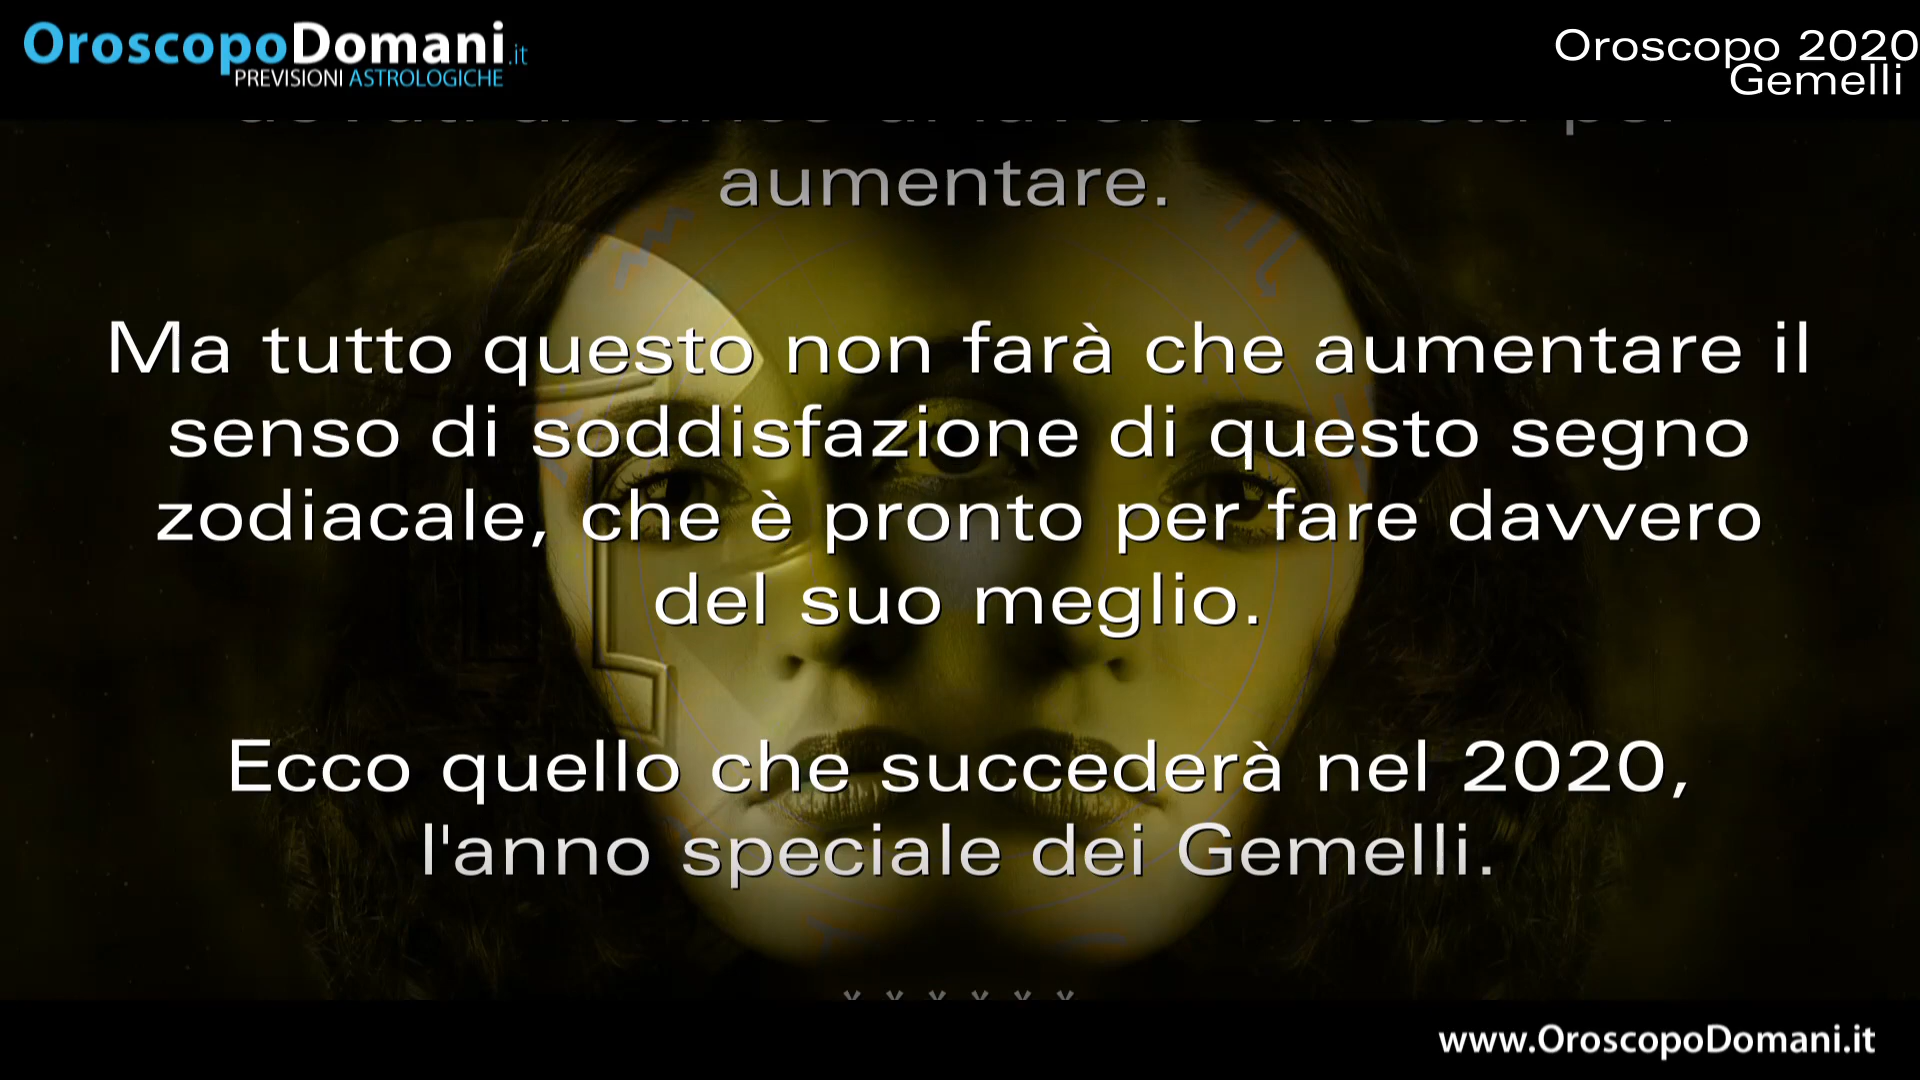 OroscopoDomani.it
PREVISIONI ASTROLOGICHE
Oroscopo 2020
Gemelli
aumentare.
Ma tutto questo non farà che aumentare il
senso di soddisfazione di questo segno
zodiacale, che è pronto per fare davvero
del suo meglio.
Ecco quello che succederà nel 2020,
l'anno speciale dei Gemelli.
www.OroscopoDomani.it